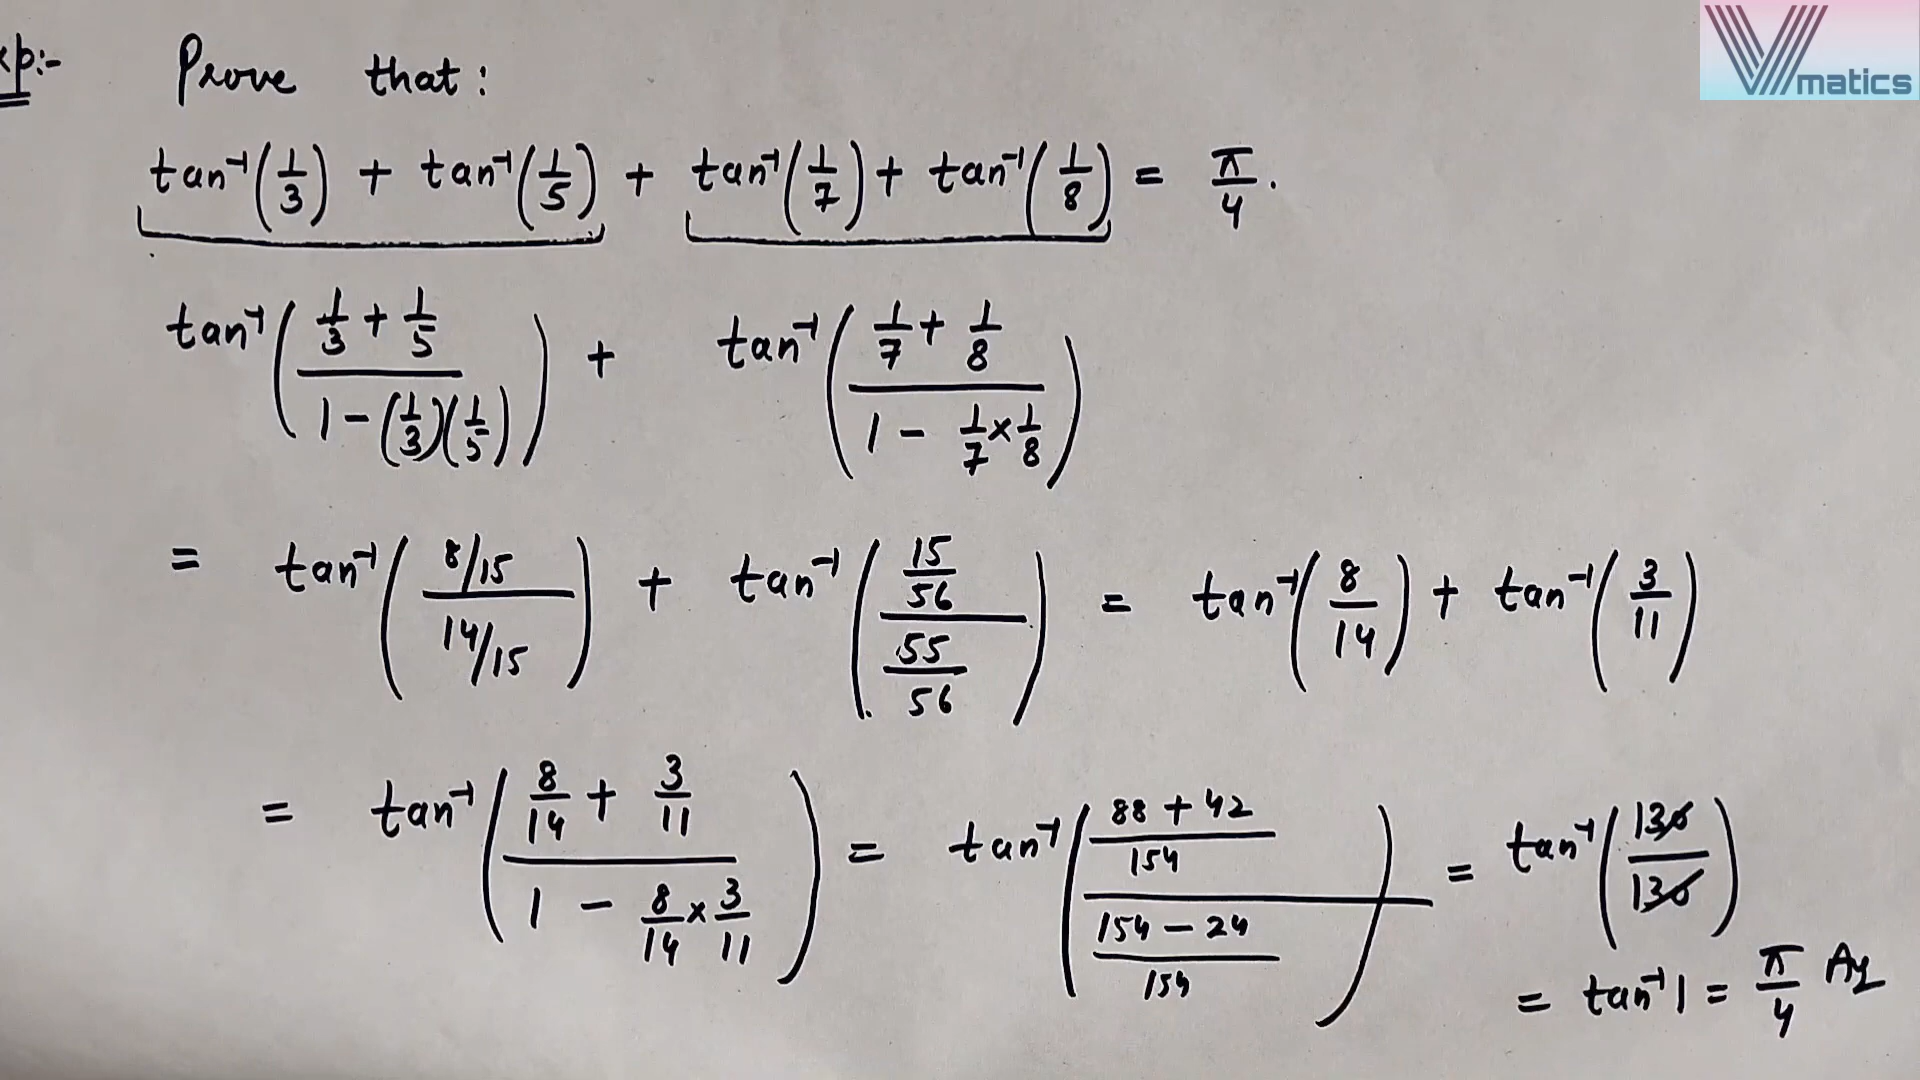 xp:- Prove that:
tan⁻¹(1/3) + tan⁻¹(1/5) + tan⁻¹(1/7) + tan⁻¹(1/8) = π/4.
tan⁻¹((1/3 + 1/5)/(1 - (1/3)(1/5))) + tan⁻¹((1/7 + 1/8)/(1 - 1/7 × 1/8))
= tan⁻¹((8/15)/(14/15)) + tan⁻¹((15/56)/(55/56)) = tan⁻¹(8/14) + tan⁻¹(3/11)
= tan⁻¹((8/14 + 3/11)/(1 - 8/14 × 3/11)) = tan⁻¹(((88 + 42)/154)/((154 - 24)/154)) = tan⁻¹(130/130)
= tan⁻¹1 = π/4
Vmatics